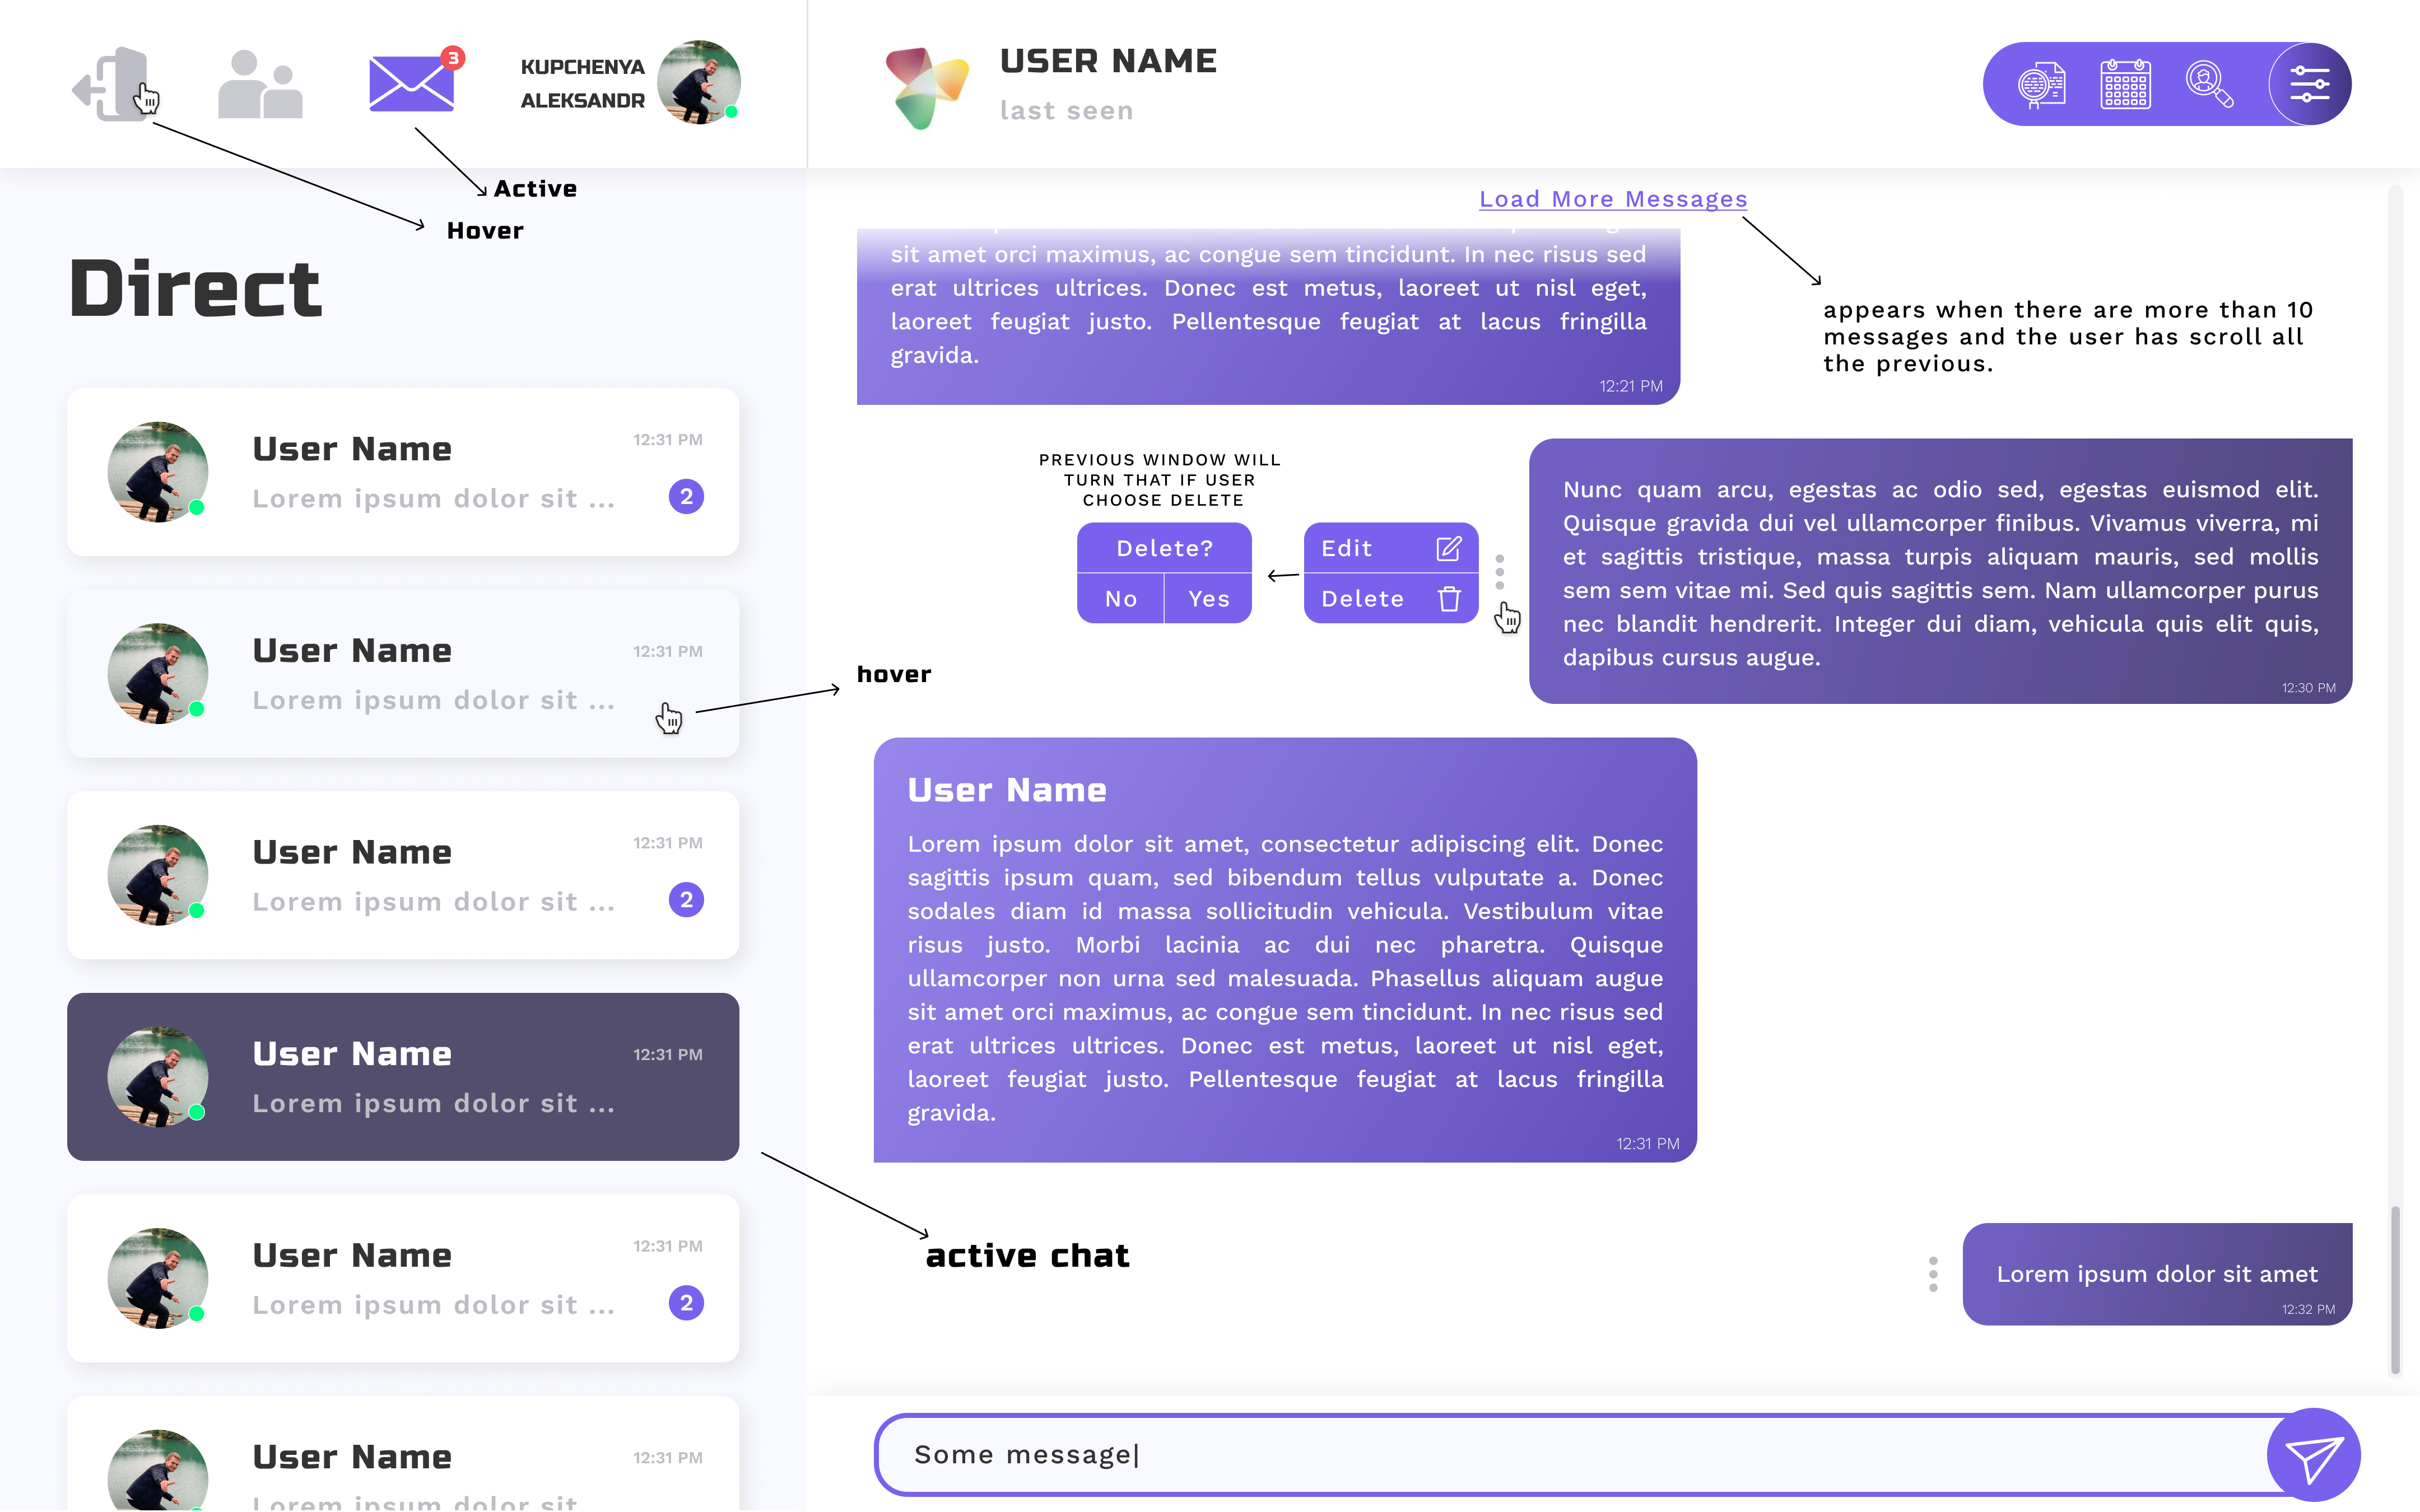 3
KUPCHENYA
ALEKSANDR
USER NAME
last seen
Active
Hover
Direct
User Name
12:31 PM
Lorem ipsum dolor sit ...
2
User Name
12:31 PM
Lorem ipsum dolor sit ...
hover
User Name
12:31 PM
Lorem ipsum dolor sit ...
2
User Name
12:31 PM
Lorem ipsum dolor sit ...
active chat
User Name
12:31 PM
Lorem ipsum dolor sit ...
2
User Name
12:31 PM
Lorem ipsum dolor sit
Load More Messages
appears when there are more than 10
messages and the user has scroll all
the previous.
sit amet orci maximus, ac congue sem tincidunt. In nec risus sed
erat ultrices ultrices. Donec est metus, laoreet ut nisl eget,
laoreet feugiat justo. Pellentesque feugiat at lacus fringilla
gravida.
12:21 PM
PREVIOUS WINDOW WILL
TURN THAT IF USER
CHOOSE DELETE
Delete?
No Yes
Edit
Delete
Nunc quam arcu, egestas ac odio sed, egestas euismod elit.
Quisque gravida dui vel ullamcorper finibus. Vivamus viverra, mi
et sagittis tristique, massa turpis aliquam mauris, sed mollis
sem sem vitae mi. Sed quis sagittis sem. Nam ullamcorper purus
nec blandit hendrerit. Integer dui diam, vehicula quis elit quis,
dapibus cursus augue.
12:30 PM
User Name
Lorem ipsum dolor sit amet, consectetur adipiscing elit. Donec
sagittis ipsum quam, sed bibendum tellus vulputate a. Donec
sodales diam id massa sollicitudin vehicula. Vestibulum vitae
risus justo. Morbi lacinia ac dui nec pharetra. Quisque
ullamcorper non urna sed malesuada. Phasellus aliquam augue
sit amet orci maximus, ac congue sem tincidunt. In nec risus sed
erat ultrices ultrices. Donec est metus, laoreet ut nisl eget,
laoreet feugiat justo. Pellentesque feugiat at lacus fringilla
gravida.
12:31 PM
Lorem ipsum dolor sit amet
12:32 PM
Some message